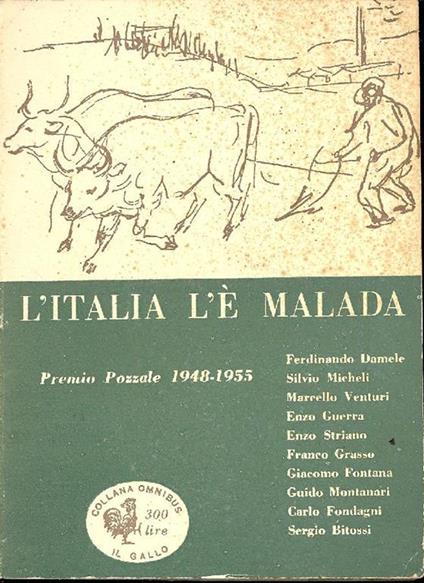 L'ITALIA L'È MALADA
Premio Pozzale 1948-1955
Ferdinando Damele
Silvio Micheli
Marcello Venturi
Enzo Guerra
Enzo Striano
Franco Grasso
Giacomo Fontana
Guido Montanari
Carlo Fondagni
Sergio Bitossi
COLLANA OMNIBUS
300
lire
IL GALLO